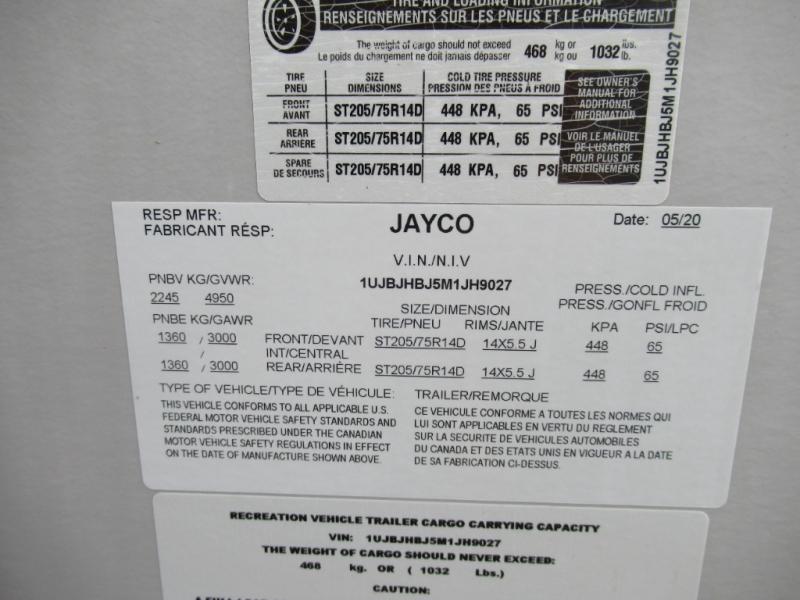 TIRE AND LOADING INFORMATION
RENSEIGNEMENTS SUR LES PNEUS ET LE CHARGEMENT
The weight of cargo should not exceed 468 kg or 1032 lbs.
Le poids du chargement ne doit jamais dépasser kg ou lb.
TIRE SIZE COLD TIRE PRESSURE
PNEU DIMENSIONS PRESSION DES PNEUS À FROID
FRONT
AVANT ST205/75R14D 448 KPA, 65 PSI
REAR
ARRIÈRE ST205/75R14D 448 KPA, 65 PSI
SPARE
DE SECOURS ST205/75R14D 448 KPA, 65 PSI
SEE OWNER'S
MANUAL FOR
ADDITIONAL
INFORMATION
VOIR LE MANUEL
DE L'USAGER
POUR PLUS DE
RENSEIGNEMENTS
1UJBJHBJ5M1JH9027
RESP MFR: JAYCO Date: 05/20
FABRICANT RÉSP:
V.I.N./N.I.V
1UJBJHBJ5M1JH9027
PNBV KG/GVWR:
2245 4950
SIZE/DIMENSION PRESS./COLD INFL.
TIRE/PNEU RIMS/JANTE PRESS./GONFL FROID
PNBE KG/GAWR KPA PSI/LPC
1360 / 3000 FRONT/DEVANT ST205/75R14D 14X5.5 J 448 65
/ INT/CENTRAL
1360 / 3000 REAR/ARRIÈRE ST205/75R14D 14X5.5 J 448 65
TYPE OF VEHICLE/TYPE DE VÉHICULE: TRAILER/REMORQUE
THIS VEHICLE CONFORMS TO ALL APPLICABLE U.S.
FEDERAL MOTOR VEHICLE SAFETY STANDARDS AND
STANDARDS PRESCRIBED UNDER THE CANADIAN
MOTOR VEHICLE SAFETY REGULATIONS IN EFFECT
ON THE DATE OF MANUFACTURE SHOWN ABOVE.
CE VEHICULE CONFORME A TOUTES LES NORMES QUI
LUI SONT APPLICABLES EN VERTU DU REGLEMENT
SUR LA SECURITE DE VEHICULES AUTOMOBILES
DU CANADA ET DES ETATS UNIS EN VIGUEUR A LA DATE
DE SA FABRICATION CI-DESSUS.
RECREATION VEHICLE TRAILER CARGO CARRYING CAPACITY
VIN: 1UJBJHBJ5M1JH9027
THE WEIGHT OF CARGO SHOULD NEVER EXCEED:
468 kg. OR ( 1032 Lbs.)
CAUTION: